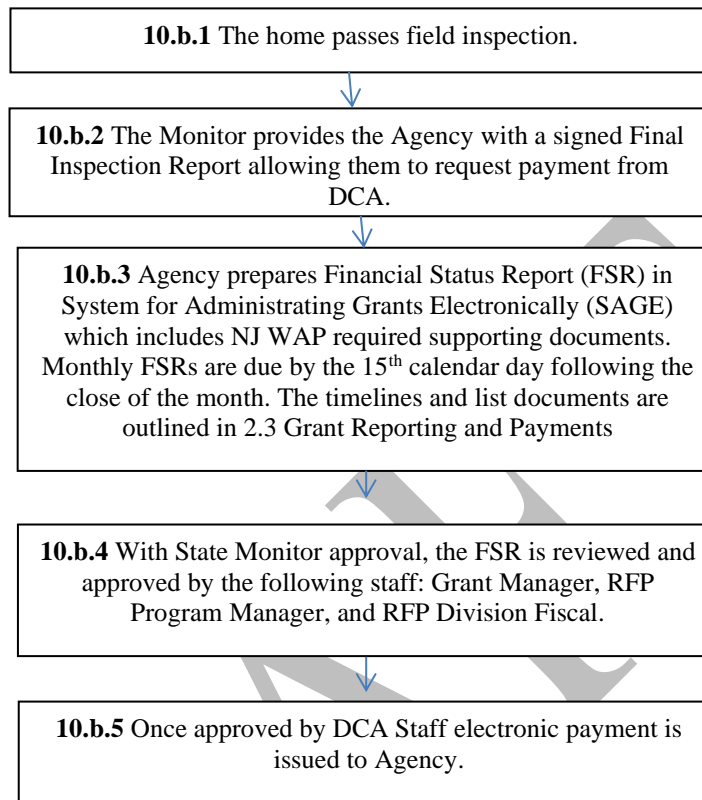 10.b.1 The home passes field inspection.
10.b.2 The Monitor provides the Agency with a signed Final
Inspection Report allowing them to request payment from
DCA.
10.b.3 Agency prepares Financial Status Report (FSR) in
System for Administrating Grants Electronically (SAGE)
which includes NJ WAP required supporting documents.
Monthly FSRs are due by the 15th calendar day following the
close of the month. The timelines and list documents are
outlined in 2.3 Grant Reporting and Payments
10.b.4 With State Monitor approval, the FSR is reviewed and
approved by the following staff: Grant Manager, RFP
Program Manager, and RFP Division Fiscal.
10.b.5 Once approved by DCA Staff electronic payment is
issued to Agency.